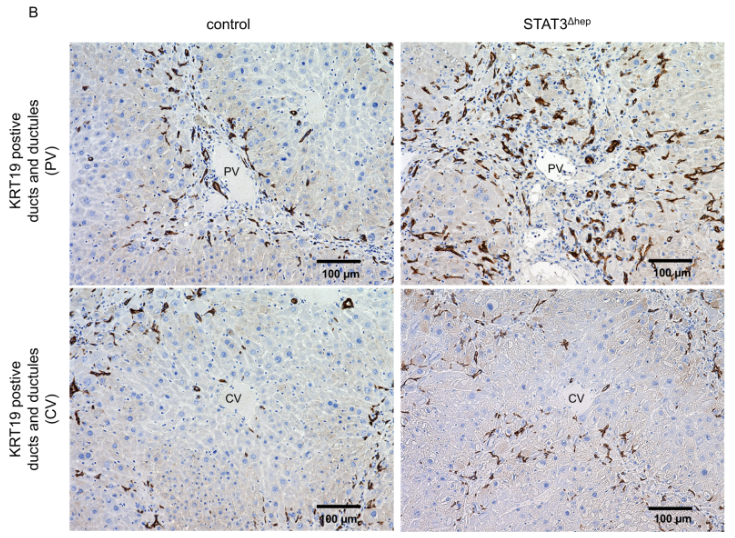 B
control
STAT3Δhep
KRT19 postive
ducts and ductules
(PV)
PV
100 µm
PV
100 µm
KRT19 postive
ducts and ductules
(CV)
CV
100 µm
CV
100 µm